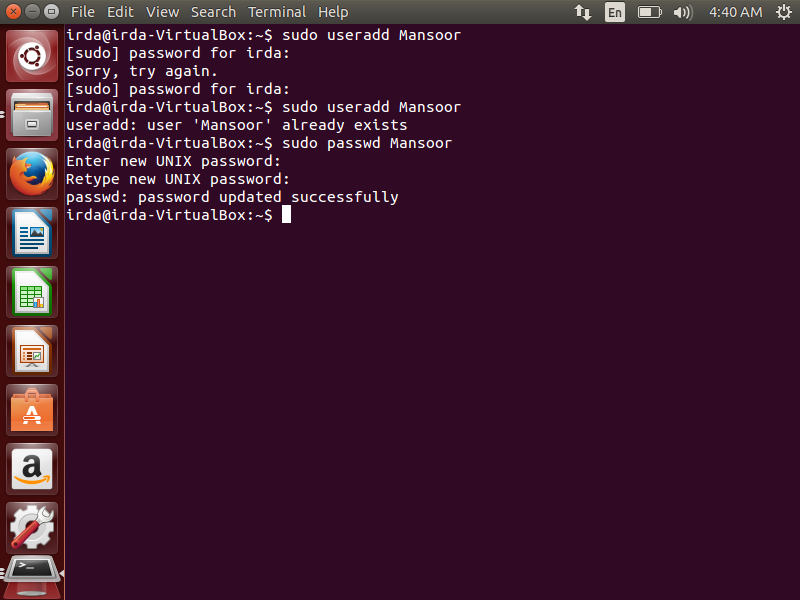 File Edit View Search Terminal Help En 4:40 AM
irda@irda-VirtualBox:~$ sudo useradd Mansoor
[sudo] password for irda:
Sorry, try again.
[sudo] password for irda:
irda@irda-VirtualBox:~$ sudo useradd Mansoor
useradd: user 'Mansoor' already exists
irda@irda-VirtualBox:~$ sudo passwd Mansoor
Enter new UNIX password:
Retype new UNIX password:
passwd: password updated successfully
irda@irda-VirtualBox:~$